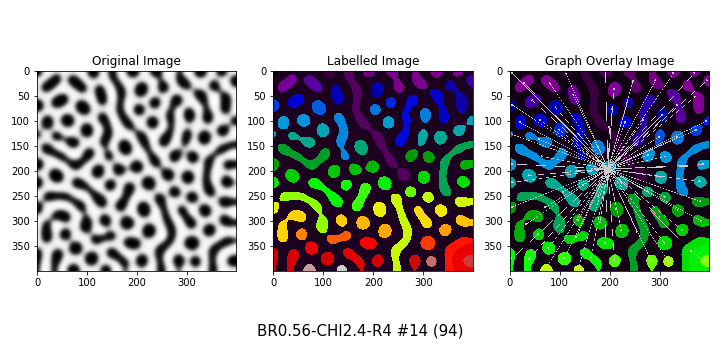 Original Image Labelled Image Graph Overlay Image
0 0 0
50 50 50
100 100 100
150 150 150
200 200 200
250 250 250
300 300 300
350 350 350
0 100 200 300 0 100 200 300 0 100 200 300
BR0.56-CHI2.4-R4 #14 (94)